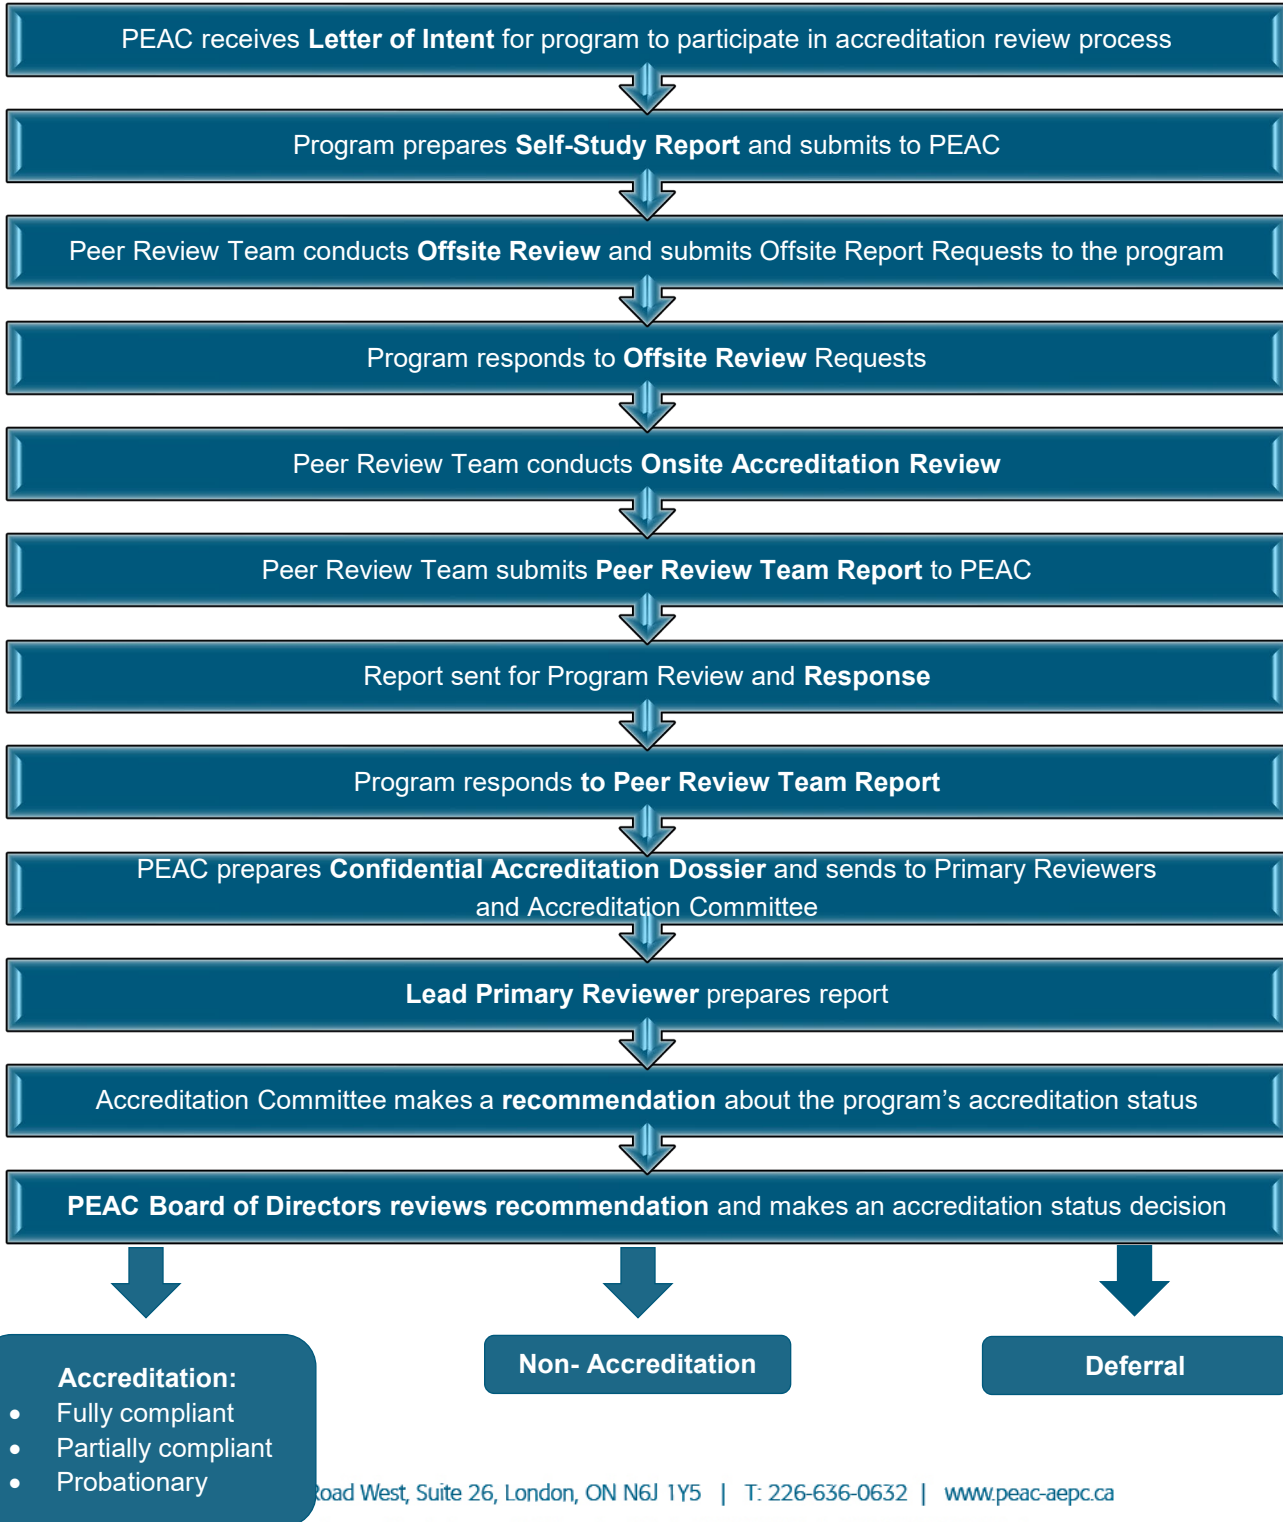 PEAC receives Letter of Intent for program to participate in accreditation review process
Program prepares Self-Study Report and submits to PEAC
Peer Review Team conducts Offsite Review and submits Offsite Report Requests to the program
Program responds to Offsite Review Requests
Peer Review Team conducts Onsite Accreditation Review
Peer Review Team submits Peer Review Team Report to PEAC
Report sent for Program Review and Response
Program responds to Peer Review Team Report
PEAC prepares Confidential Accreditation Dossier and sends to Primary Reviewers
and Accreditation Committee
Lead Primary Reviewer prepares report
Accreditation Committee makes a recommendation about the program’s accreditation status
PEAC Board of Directors reviews recommendation and makes an accreditation status decision
Accreditation:
• Fully compliant
• Partially compliant
• Probationary
Non- Accreditation
Deferral
Road West, Suite 26, London, ON N6J 1Y5 | T: 226-636-0632 | www.peac-aepc.ca